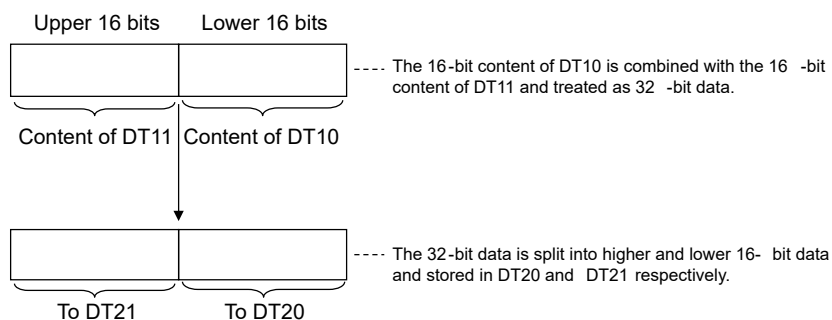 Upper 16 bits Lower 16 bits
The 16-bit content of DT10 is combined with the 16 -bit
content of DT11 and treated as 32 -bit data.
Content of DT11 Content of DT10
The 32-bit data is split into higher and lower 16- bit data
and stored in DT20 and DT21 respectively.
To DT21 To DT20